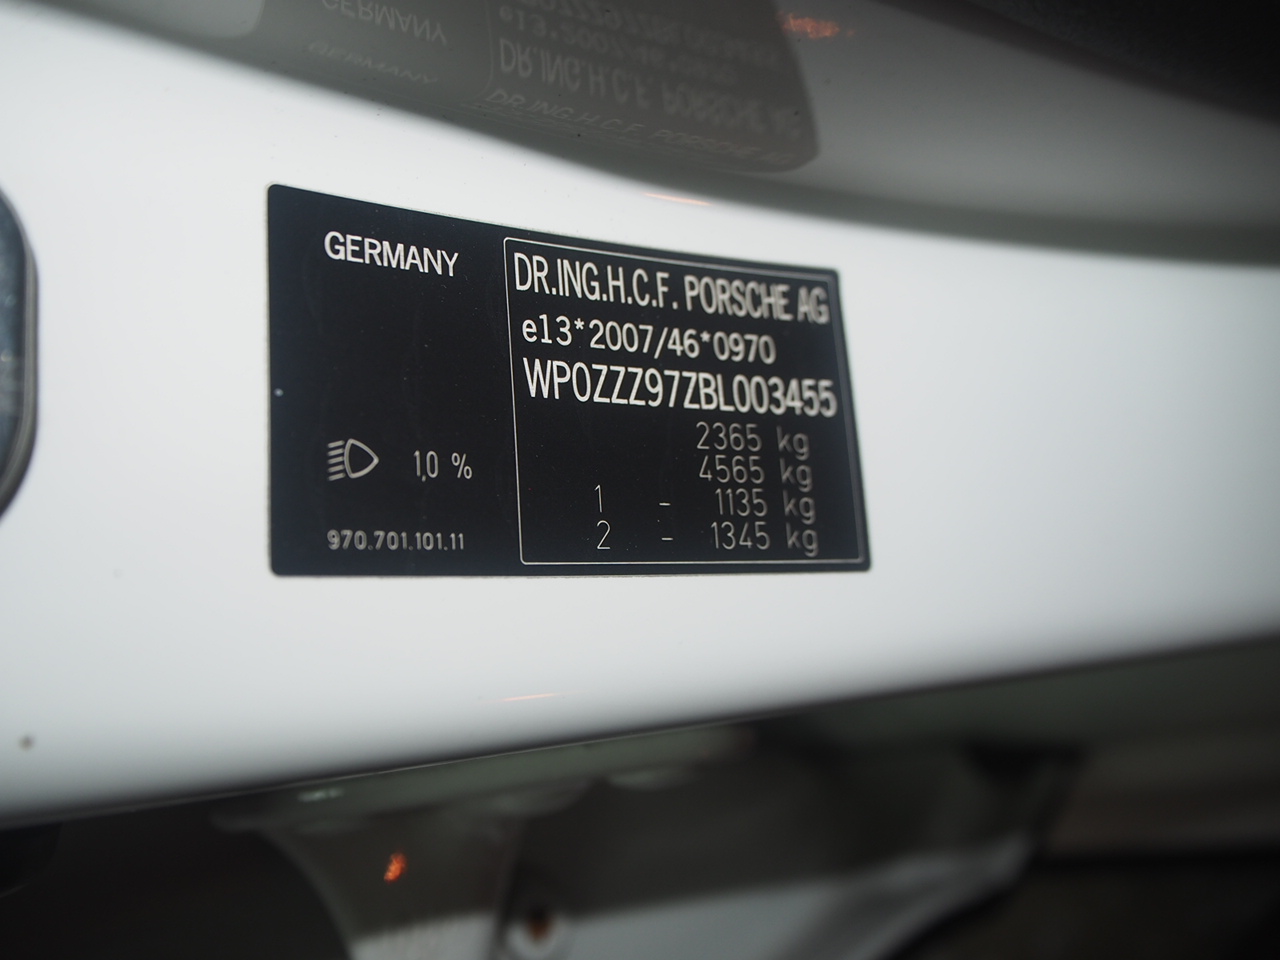 GERMANY
DR.ING.H.C.F. PORSCHE AG
e13*2007/46*0970
WP0ZZZ97ZBL003455
2365 kg
4565 kg
1 - 1135 kg
2 - 1345 kg
1,0 %
970.701.101.11